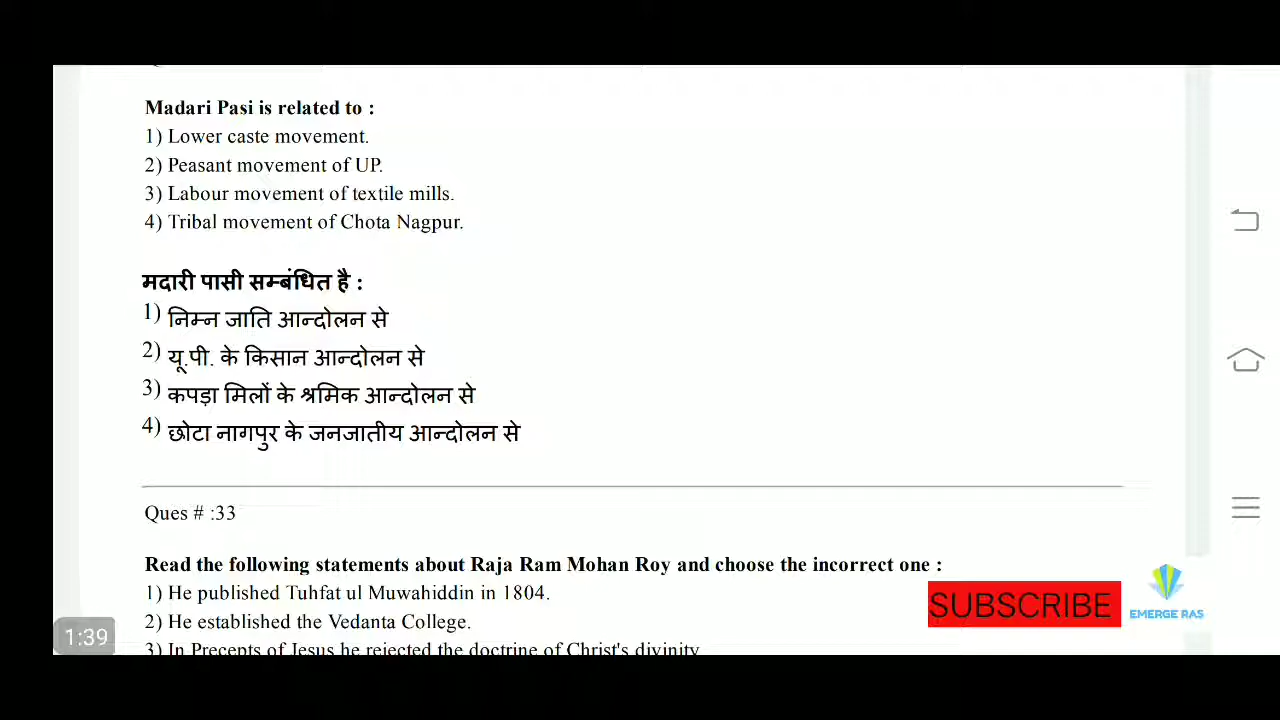 Madari Pasi is related to :
1) Lower caste movement.
2) Peasant movement of UP.
3) Labour movement of textile mills.
4) Tribal movement of Chota Nagpur.
मदारी पासी सम्बंधित है :
1) निम्न जाति आन्दोलन से
2) यू.पी. के किसान आन्दोलन से
3) कपड़ा मिलों के श्रमिक आन्दोलन से
4) छोटा नागपुर के जनजातीय आन्दोलन से
Ques # :33
Read the following statements about Raja Ram Mohan Roy and choose the incorrect one :
1) He published Tuhfat ul Muwahiddin in 1804.
2) He established the Vedanta College.
3) In Precepts of Jesus he rejected the doctrine of Christ's divinity
SUBSCRIBE
EMERGE RAS
1:39